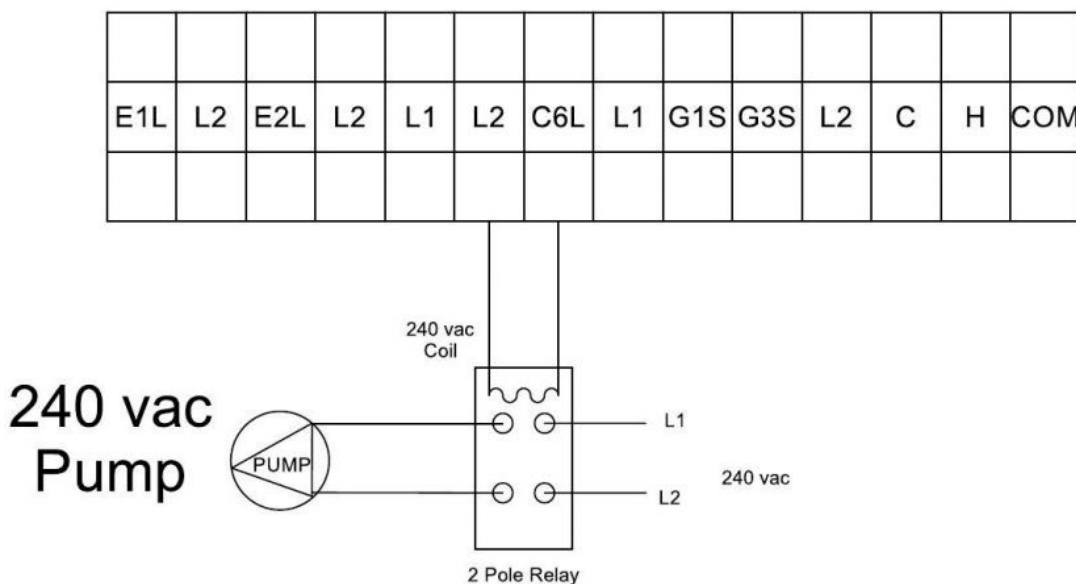 E1L L2 E2L L2 L1 L2 C6L L1 G1S G3S L2 C H COM
240 vac
Coil
240 vac
Pump
PUMP
L1
240 vac
L2
2 Pole Relay